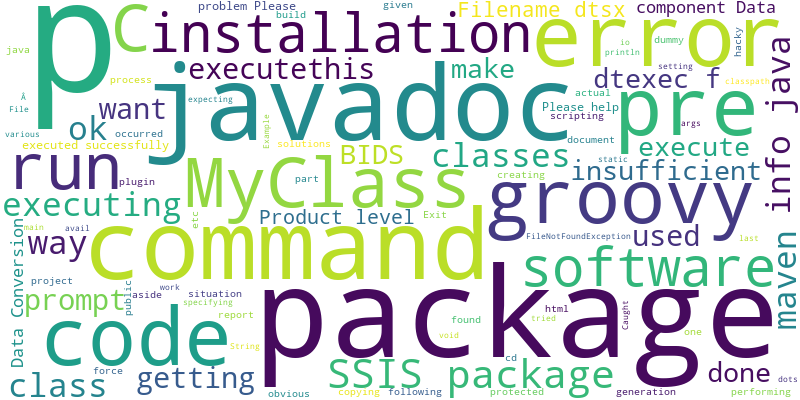 problem Please
build
given
Filename dtsx
component Data
p
C
installation
error
java
io
println
dummy
hacky
info java
executethis
make
process
dtexec f
setting
classpath
javadoc
pre
Å
File
expecting
actual
want
Please help
scripting
args
various
ok
occurred
Example
solutions
document
executed successfully
BIDS
classes
execute
run
plugin
MyClass
part
static
insufficient
creating
groovy
executing
etc
Product level
Exit
main
avail
way
command
FileNotFoundException
used
last
Data Conversion
software
maven
project
aside
situation
work
specifying
prompt
public
package
html
tried
Caught
code
report
found
one
String
void
cd
class
force
getting
SSIS
package
protected
done
dots
obvious
copying
following
generation
performing